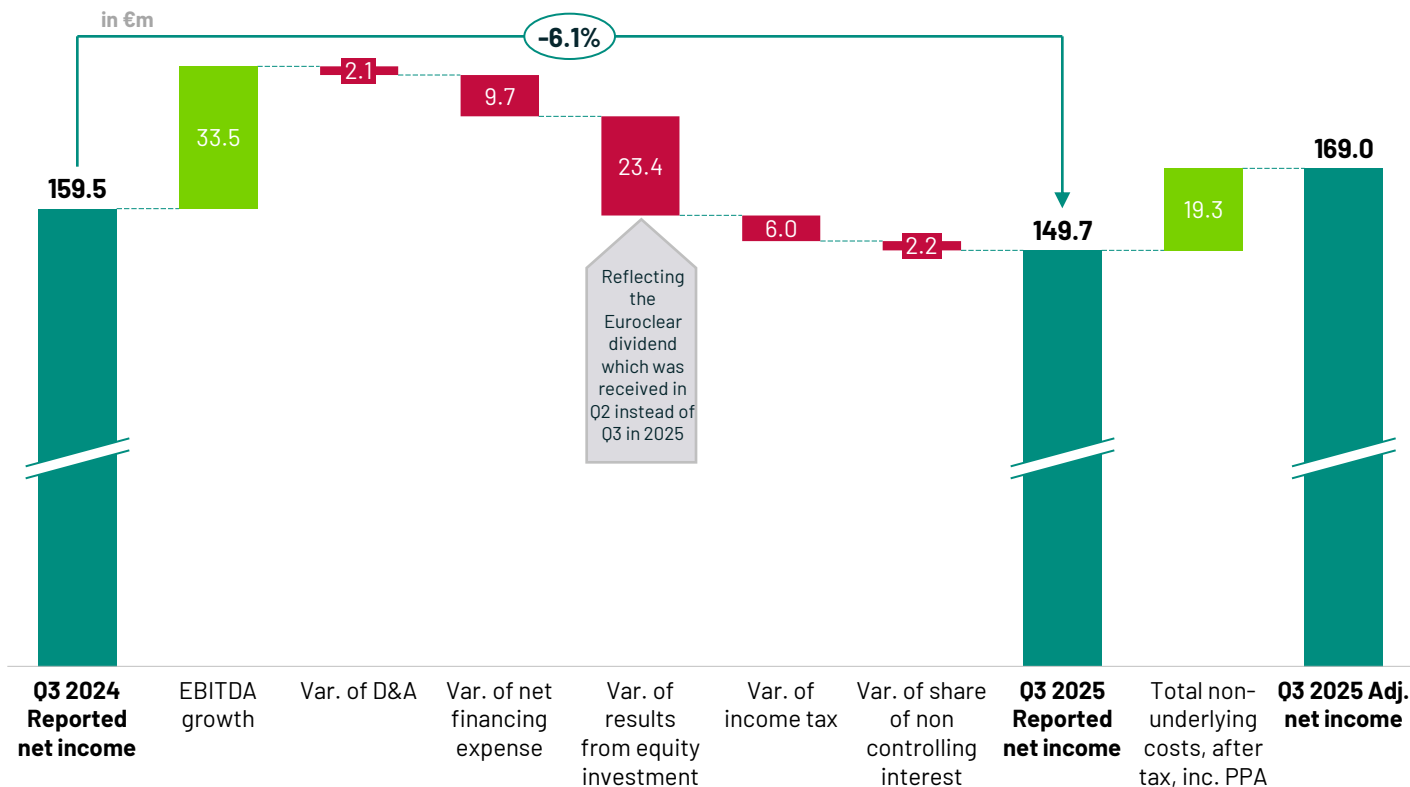 in €m
-6.1%
159.5
33.5
2.1
9.7
23.4
6.0
2.2
149.7
19.3
169.0
Reflecting
the
Euroclear
dividend
which was
received in
Q2 instead of
Q3 in 2025
Q3 2024
Reported
net income
EBITDA
growth
Var. of D&A
Var. of net
financing
expense
Var. of
results
from equity
investment
Var. of
income tax
Var. of share
of non
controlling
interest
Q3 2025
Reported
net income
Total non-
underlying
costs, after
tax, inc. PPA
Q3 2025 Adj.
net income